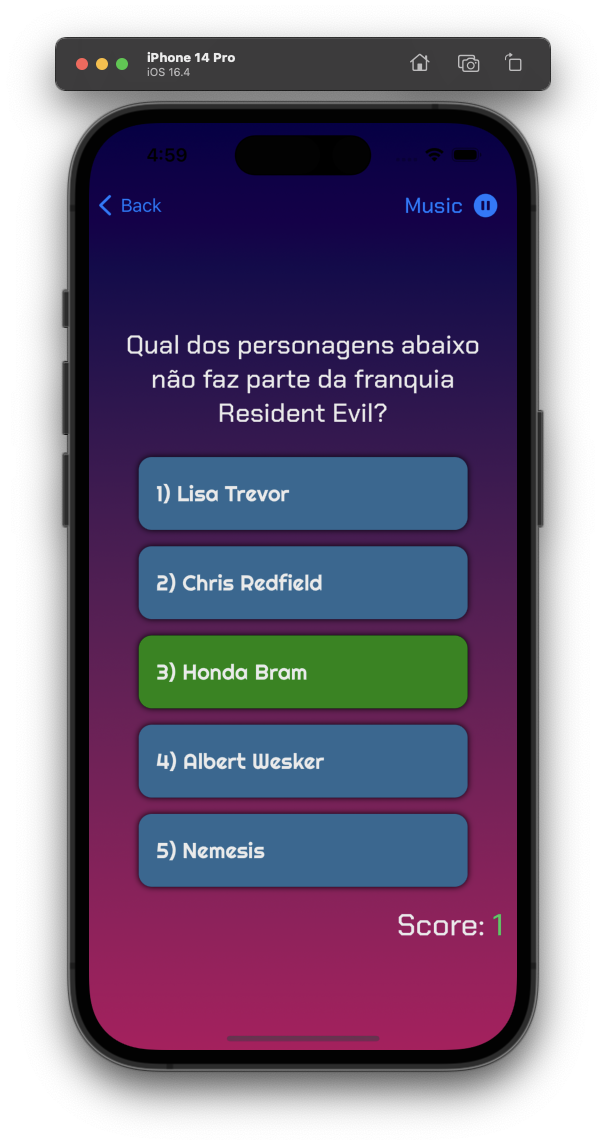 iPhone 14 Pro
iOS 16.4
4:59
Back
Music
Qual dos personagens abaixo
não faz parte da franquia
Resident Evil?
1) Lisa Trevor
2) Chris Redfield
3) Honda Bram
4) Albert Wesker
5) Nemesis
Score: 1